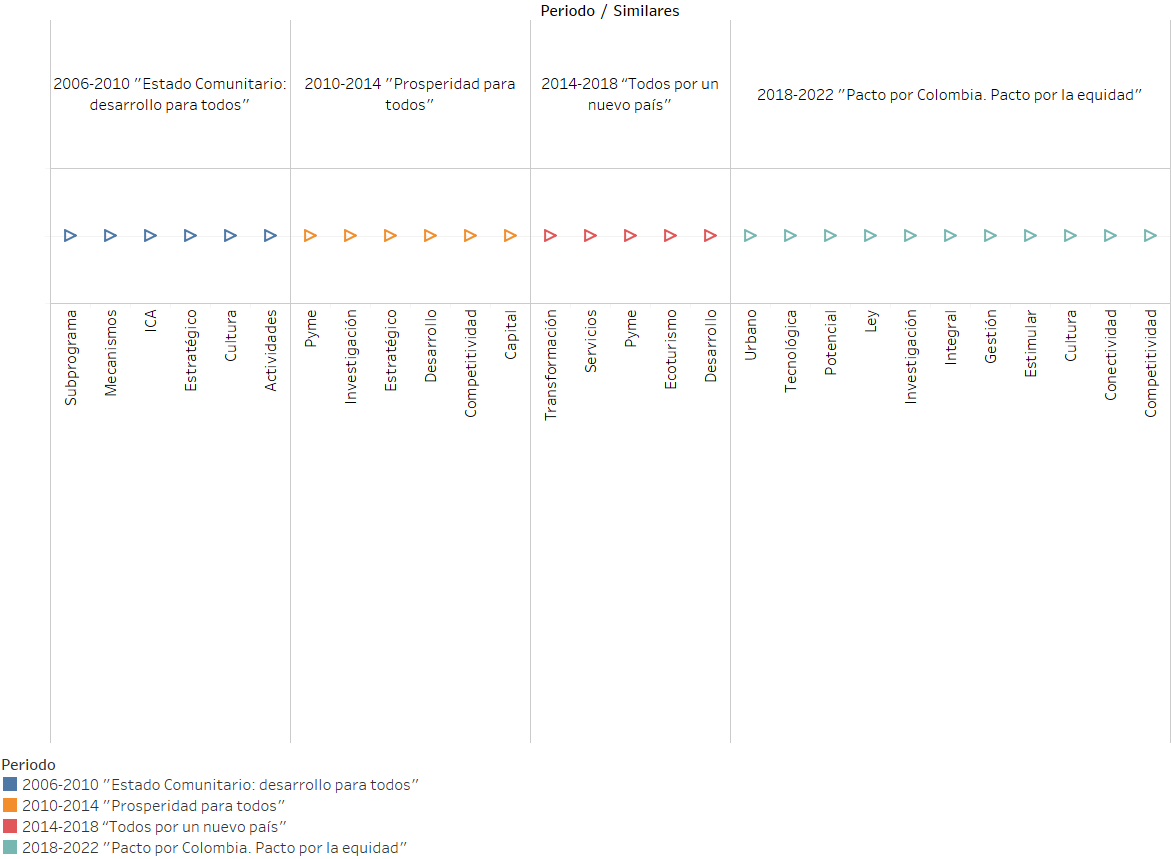 Periodo / Similares
2006-2010 "Estado Comunitario:
desarrollo para todos"
2010-2014 "Prosperidad para
todos"
2014-2018 “Todos por un
nuevo país”
2018-2022 "Pacto por Colombia. Pacto por la equidad"
Subprograma
Mecanismos
ICA
Estratégico
Cultura
Actividades
Pyme
Investigación
Estratégico
Desarrollo
Competitividad
Capital
Transformación
Servicios
Pyme
Ecoturismo
Desarrollo
Urbano
Tecnológica
Potencial
Ley
Investigación
Integral
Gestión
Estimular
Cultura
Conectividad
Competitividad
Periodo
2006-2010 "Estado Comunitario: desarrollo para todos"
2010-2014 "Prosperidad para todos"
2014-2018 “Todos por un nuevo país”
2018-2022 "Pacto por Colombia. Pacto por la equidad"